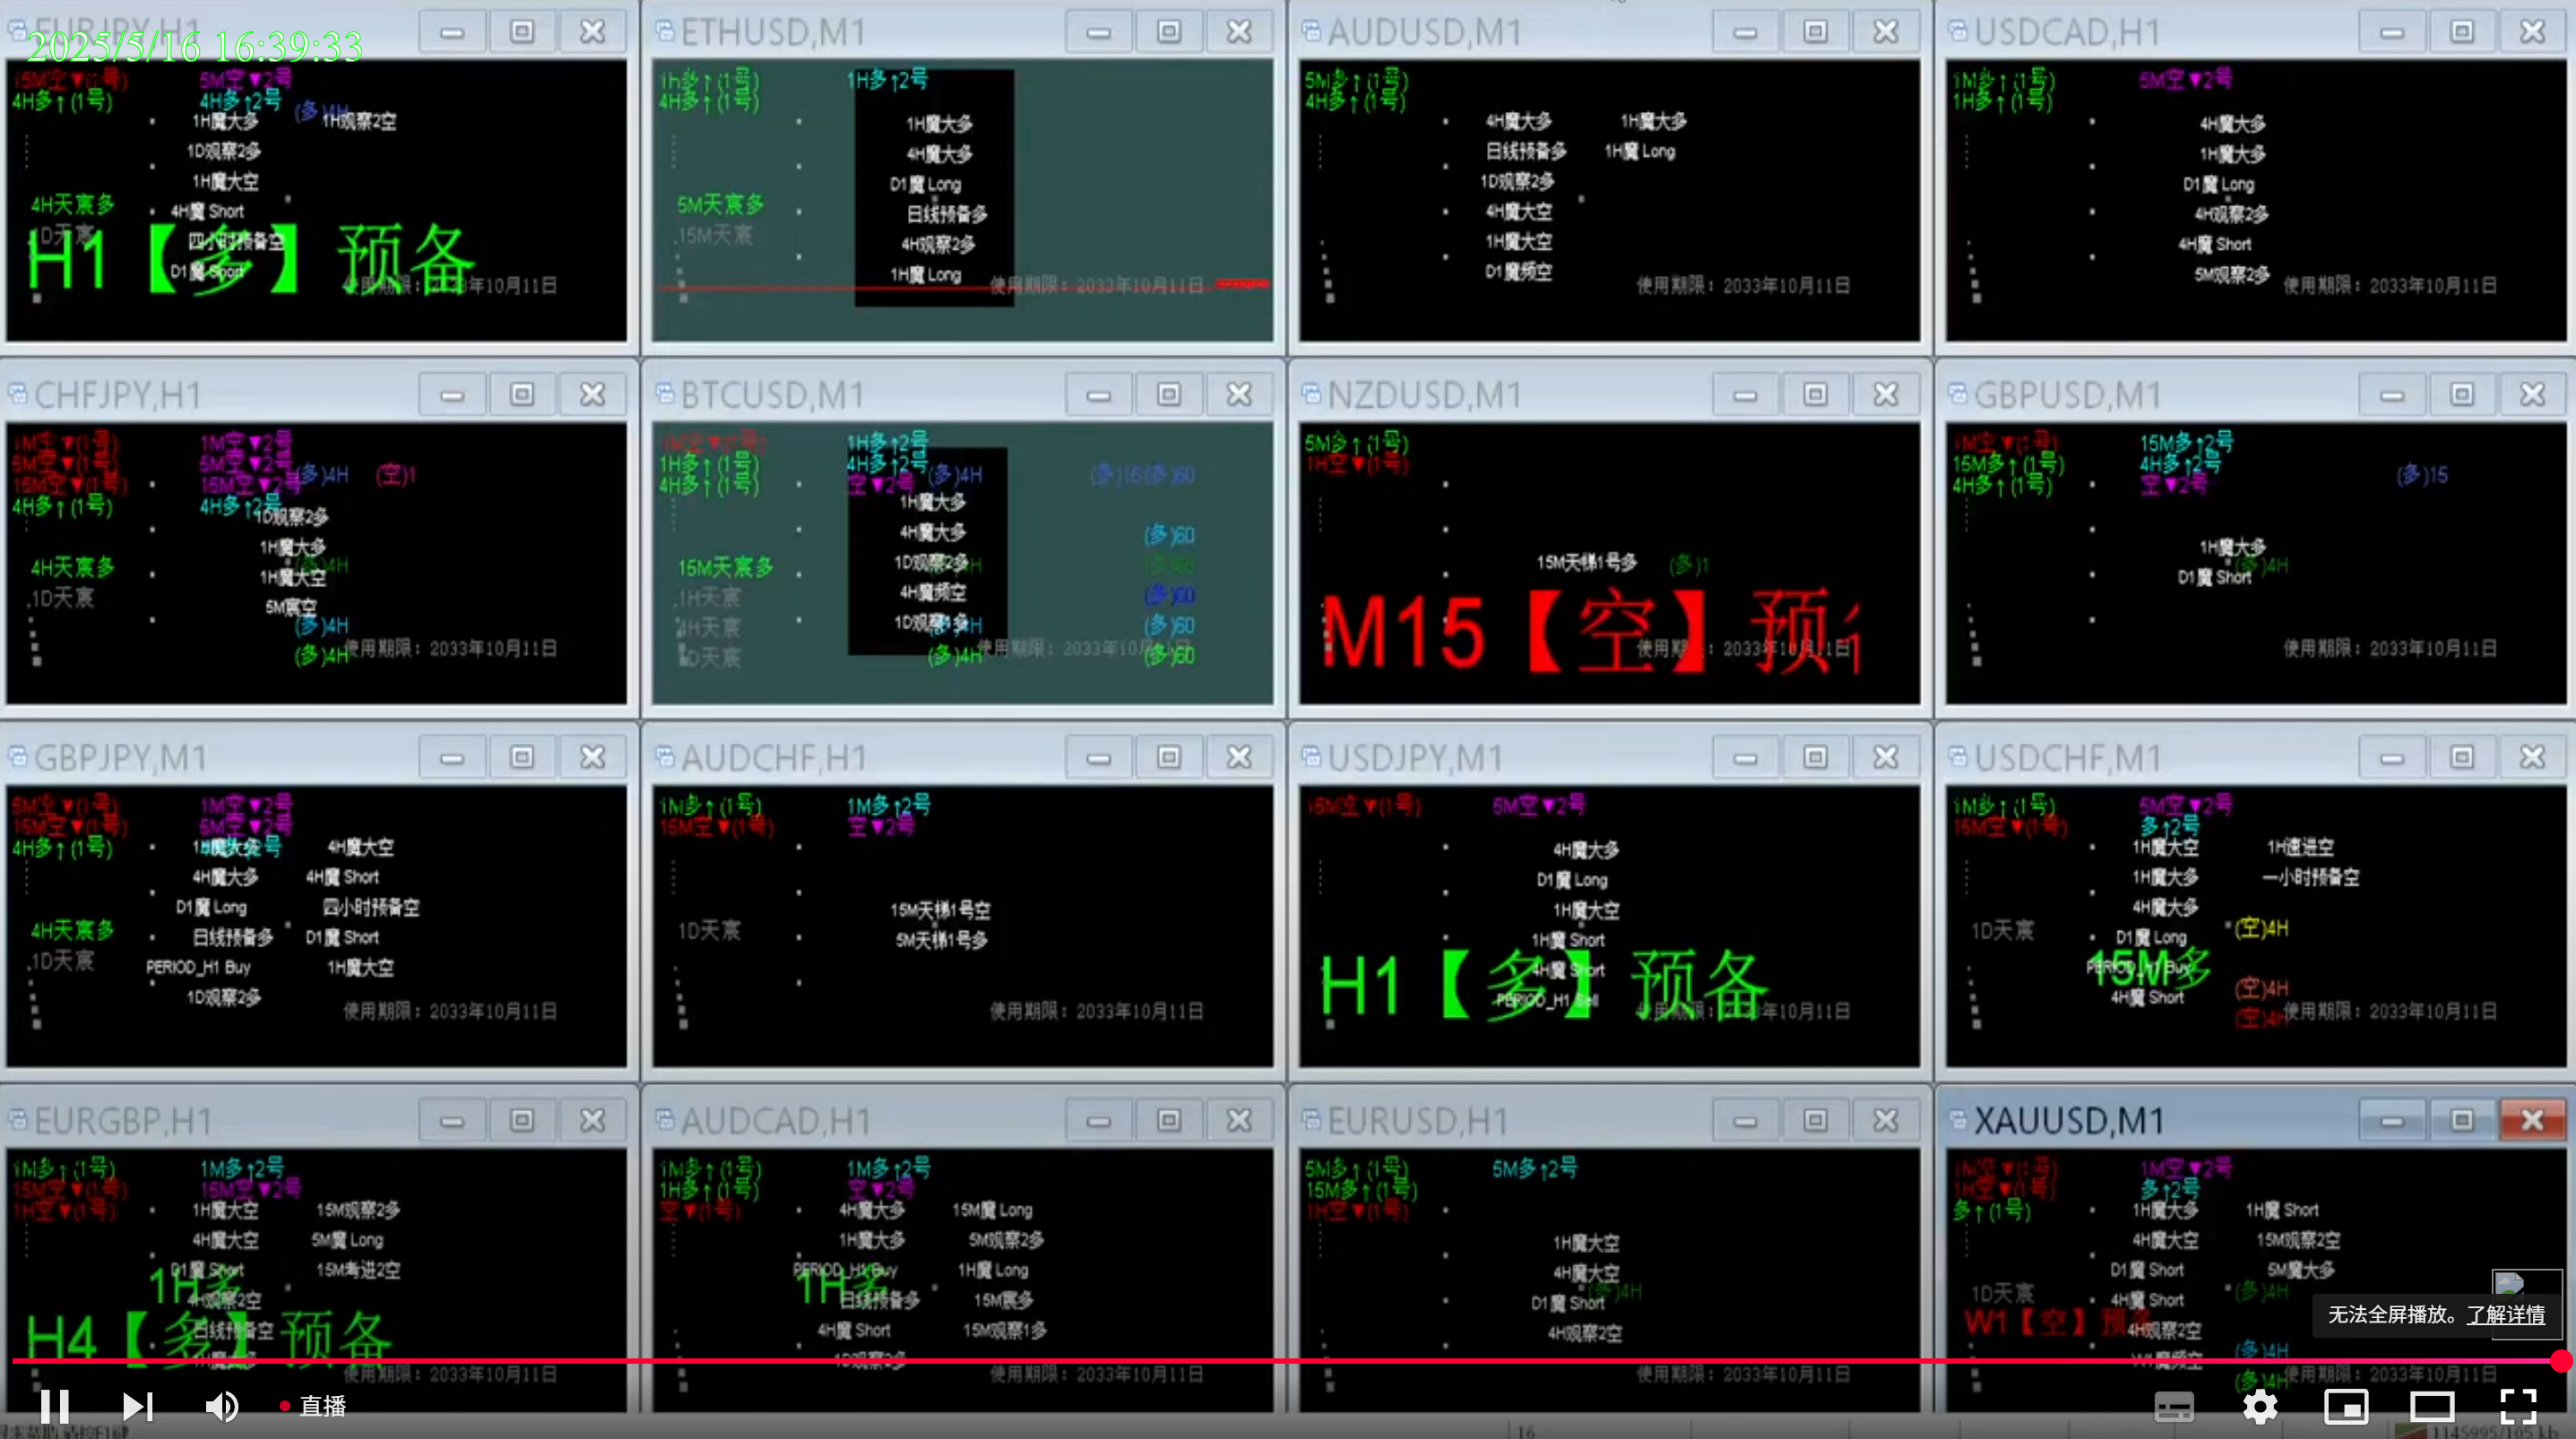 EURJPY,H1
2025/5/16 16:39:33
15M空▼(1号)
5M空▼2号
4H多↑(1号)
4H多↑2号
(多)4H
1H魔大多
1H观察2空
1D观察2多
1H魔大空
4H天宸多
4H魔 Short
1D天宸
四小时预备空
H1【多】预备
D1魔 Short
使用期限：2033年10月11日
ETHUSD,M1
1h多↑(1号)
1H多↑2号
4H多↑(1号)
1H魔大多
4H魔大多
D1魔 Long
5M天宸多
日线预备多
15M天宸
4H观察2多
1H魔 Long
使用期限：2033年10月11日
AUDUSD,M1
5M多↑(1号)
4H多↑(1号)
4H魔大多
1H魔大多
日线预备多
1H魔 Long
1D观察2多
4H魔大空
1H魔大空
D1魔频空
使用期限：2033年10月11日
USDCAD,H1
1M多↑(1号)
5M空▼2号
1H多↑(1号)
4H魔大多
1H魔大多
D1魔 Long
4H观察2多
4H魔 Short
5M观察2多
使用期限：2033年10月11日
CHFJPY,H1
1M空▼(1号)
1M空▼2号
5M空▼(1号)
5M空▼2号
(多)4H
(空)1
15M空▼(1号)
15M空▼2号
4H多↑(1号)
4H多↑2号
1D观察2多
1H魔大多
4H天宸多
(多)4H
1H魔大空
1D天宸
5M宸空
(多)4H
(多)4H
使用期限：2033年10月11日
BTCUSD,M1
1H多↑2号
1H多↑(1号)
4H多↑2号
(多)4H
(多)16(多)60
4H多↑(1号)
空▼2号
1H魔大多
4H魔大多
(多)60
15M天宸多
1D观察2多
(多)60
1H天宸
4H魔频空
(多)60
4H天宸
1D观察1多
(多)60
1D天宸
(多)4H
(多)60
使用期限：2033年10月11日
NZDUSD,M1
5M多↑(1号)
1H空▼(1号)
15M天梯1号多
(多)1
M15【空】预
使用期限：2033年10月11日
GBPUSD,M1
1M空▼(1号)
15M多↑2号
15M多↑(1号)
4H多↑2号
(多)15
4H多↑(1号)
空▼2号
1H魔大多
(多)4H
D1魔 Short
使用期限：2033年10月11日
GBPJPY,M1
5M空▼(1号)
1M空▼2号
15M空▼(1号)
5M空▼2号
4H多↑(1号)
1H魔大多
4H魔大空
4H魔大多
4H魔 Short
D1魔 Long
四小时预备空
4H天宸多
日线预备多
D1魔 Short
1D天宸
PERIOD_H1 Buy
1H魔大空
1D观察2多
使用期限：2033年10月11日
AUDCHF,H1
1M多↑(1号)
1M多↑2号
15M空▼(1号)
空▼2号
15M天梯1号空
1D天宸
5M天梯1号多
使用期限：2033年10月11日
USDJPY,M1
15M空▼(1号)
5M空▼2号
4H魔大多
D1魔 Long
1H魔大空
1H魔 Short
4H魔 Short
H1【多】预备
PERIOD_H1 Sell
使用期限：2033年10月11日
USDCHF,M1
1M多↑(1号)
5M空▼2号
15M空▼(1号)
多↑2号
1H魔大空
1H速进空
1H魔大多
一小时预备空
4H魔大多
1D天宸
(空)4H
D1魔 Long
PERIOD_H1 Buy
15M多
4H魔 Short
(空)4H
(空)4H
使用期限：2033年10月11日
EURGBP,H1
1M多↑(1号)
1M多↑2号
15M空▼(1号)
15M空▼2号
1H空▼(1号)
1H魔大空
15M观察2多
4H魔大空
5M魔 Long
D1魔 Short
15M考进2空
1H多
4H观察2空
日线预备空
H4【多】预备
使用期限：2033年10月11日
AUDCAD,H1
1M多↑(1号)
1M多↑2号
1H多↑(1号)
空▼2号
空▼(1号)
4H魔大多
15M魔 Long
1H魔大多
5M观察2多
PERIOD_H1 Buy
1H魔 Long
1H多
日线预备多
15M宸多
4H魔 Short
15M观察1多
1D观察2多
使用期限：2033年10月11日
EURUSD,H1
5M多↑(1号)
5M多↑2号
15M多↑(1号)
1H空▼(1号)
1H魔大空
4H魔大空
(多)4H
D1魔 Short
4H观察2空
使用期限：2033年10月11日
XAUUSD,M1
1M空▼(1号)
1M空▼2号
1H空▼(1号)
多↑2号
多↑(1号)
1H魔大多
1H魔 Short
4H魔大空
15M观察2空
D1魔 Short
5M魔大多
1D天宸
(多)4H
4H魔 Short
W1【空】预
4H观察2空
(多)4H
W1魔频空
(多)4H
使用期限：2033年10月11日
无法全屏播放。了解详情
直播
16
1145995/105 kb